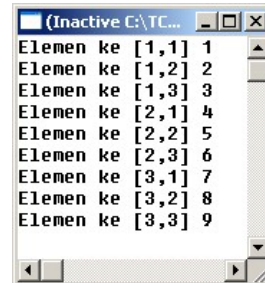 (Inactive C:\TC...
Elemen ke [1,1] 1
Elemen ke [1,2] 2
Elemen ke [1,3] 3
Elemen ke [2,1] 4
Elemen ke [2,2] 5
Elemen ke [2,3] 6
Elemen ke [3,1] 7
Elemen ke [3,2] 8
Elemen ke [3,3] 9